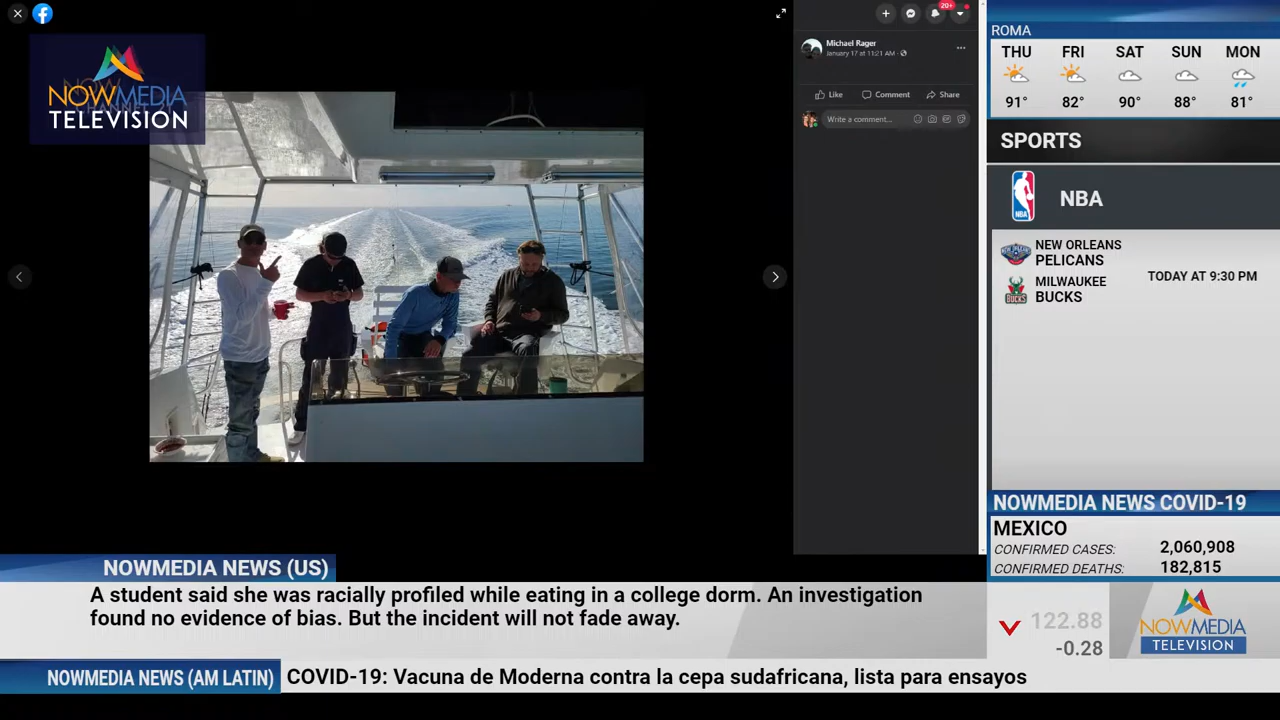 NOWMEDIA
TELEVISION
20+
Michael Rager
January 17 at 11:21 AM ·
Like
Comment
Share
Write a comment...
ROMA
THU
FRI
SAT
SUN
MON
91°
82°
90°
88°
81°
SPORTS
NBA
NBA
NEW ORLEANS
PELICANS
MILWAUKEE
BUCKS
BUCKS
TODAY AT 9:30 PM
NOWMEDIA NEWS COVID-19
MEXICO
CONFIRMED CASES:
2,060,908
CONFIRMED DEATHS:
182,815
NOWMEDIA NEWS (US)
A student said she was racially profiled while eating in a college dorm. An investigation
found no evidence of bias. But the incident will not fade away.
122.88
-0.28
NOWMEDIA
TELEVISION
NOWMEDIA NEWS (AM LATIN)
COVID-19: Vacuna de Moderna contra la cepa sudafricana, lista para ensayos